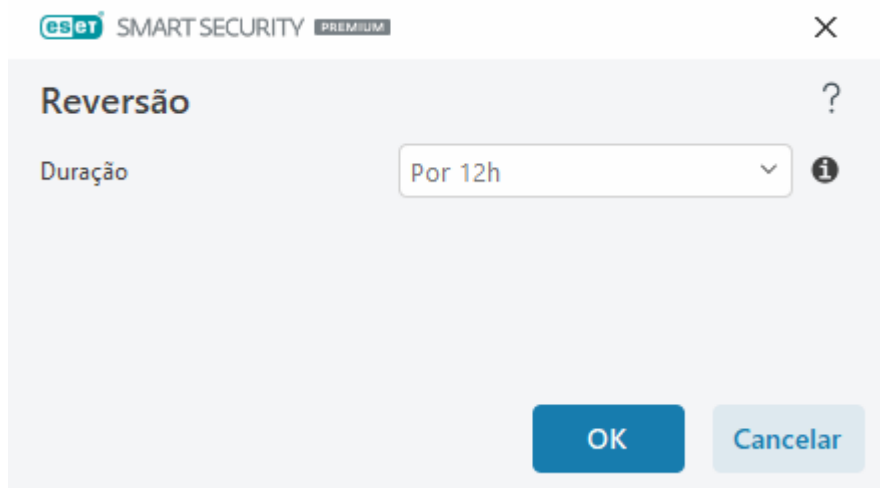 eset SMART SECURITY PREMIUM
Reversão ?
Duração Por 12h
OK Cancelar